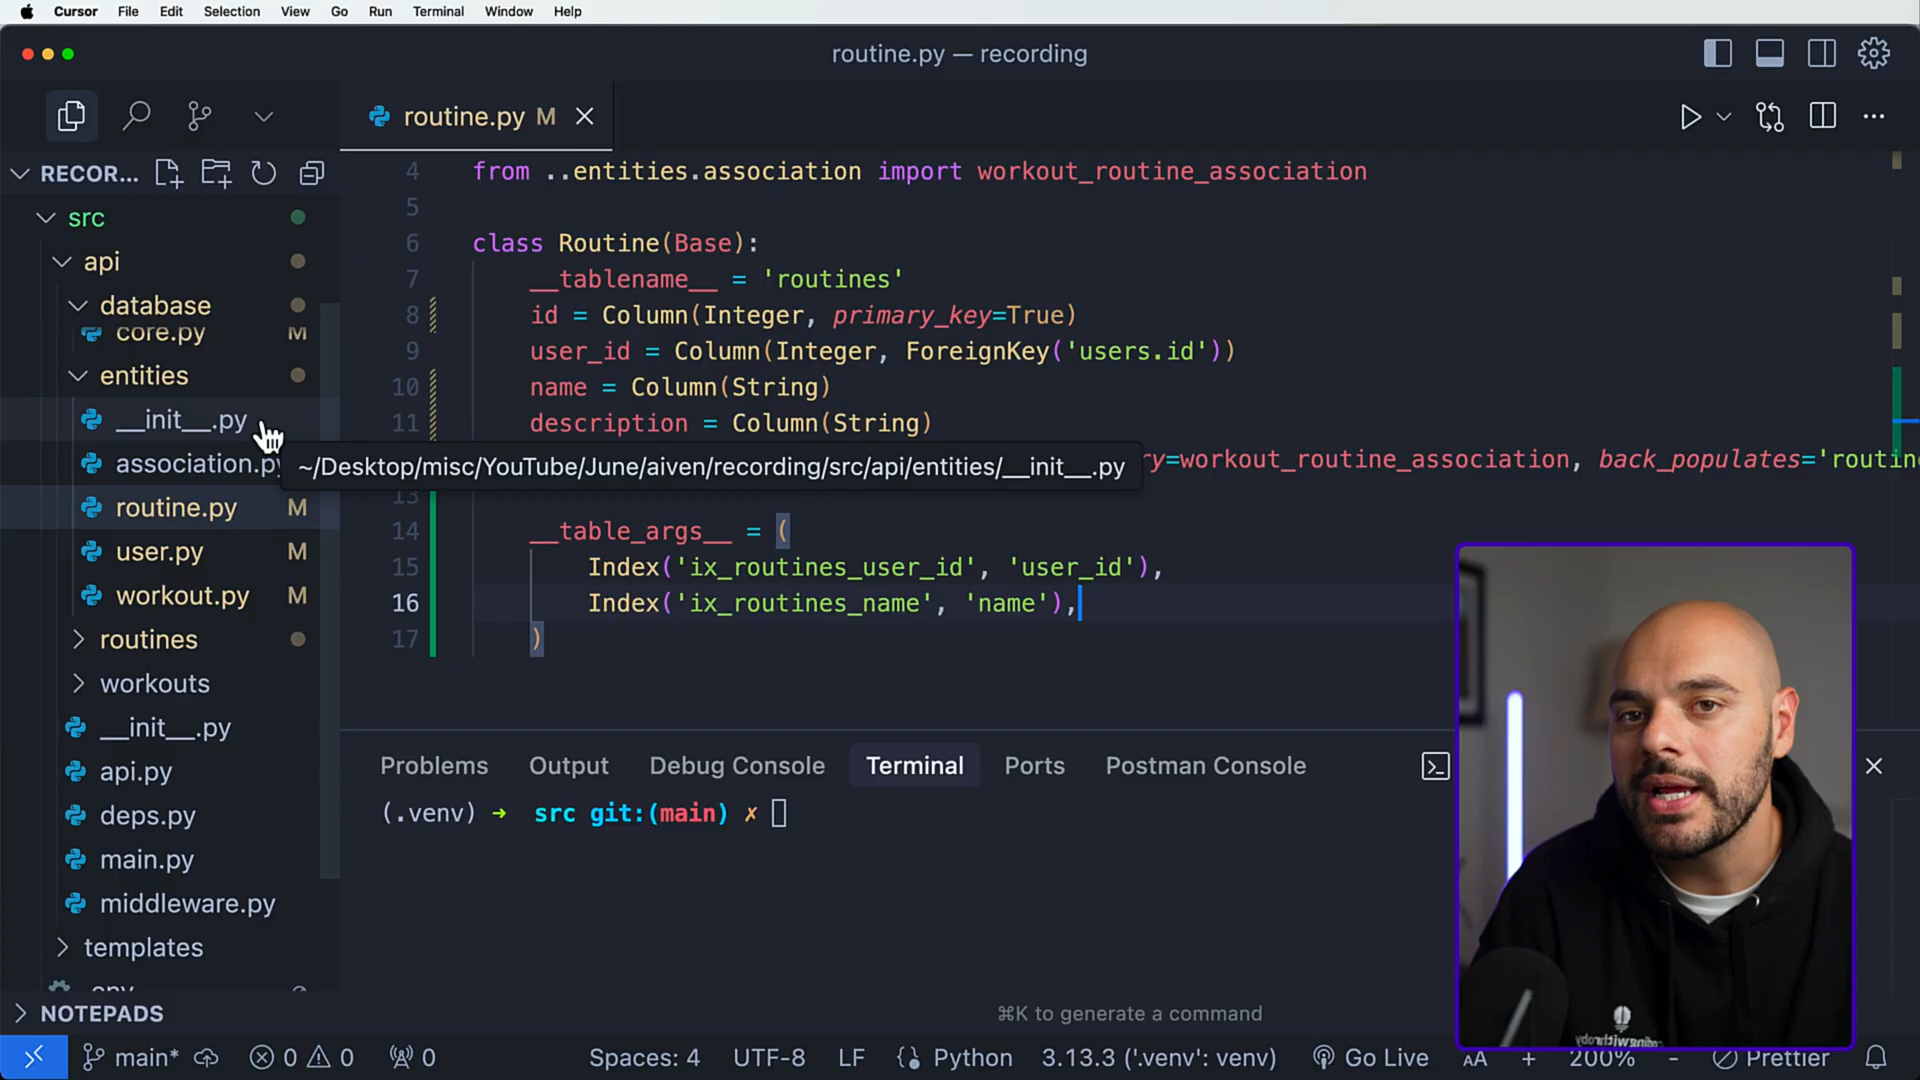 Cursor File Edit Selection View Go Run Terminal Window Help
routine.py — recording
routine.py M
RECOR...
src
api
database
core.py M
entities
__init__.py
association.py
routine.py M
user.py M
workout.py M
routines
workouts
__init__.py
api.py
deps.py
main.py
middleware.py
templates
.env
NOTEPADS
4 from ..entities.association import workout_routine_association
5
6 class Routine(Base):
7 __tablename__ = 'routines'
8 id = Column(Integer, primary_key=True)
9 user_id = Column(Integer, ForeignKey('users.id'))
10 name = Column(String)
11 description = Column(String)
y=workout_routine_association, back_populates='routin
~/Desktop/misc/YouTube/June/aiven/recording/src/api/entities/__init__.py
13
14 __table_args__ = (
15 Index('ix_routines_user_id', 'user_id'),
16 Index('ix_routines_name', 'name'),
17 )
Problems Output Debug Console Terminal Ports Postman Console
(.venv) → src git:(main) ✗
⌘K to generate a command
codingwithroby
main* 0 0 0 Spaces: 4 UTF-8 LF {} Python 3.13.3 ('.venv': venv) Go Live AA + 200% - Prettier